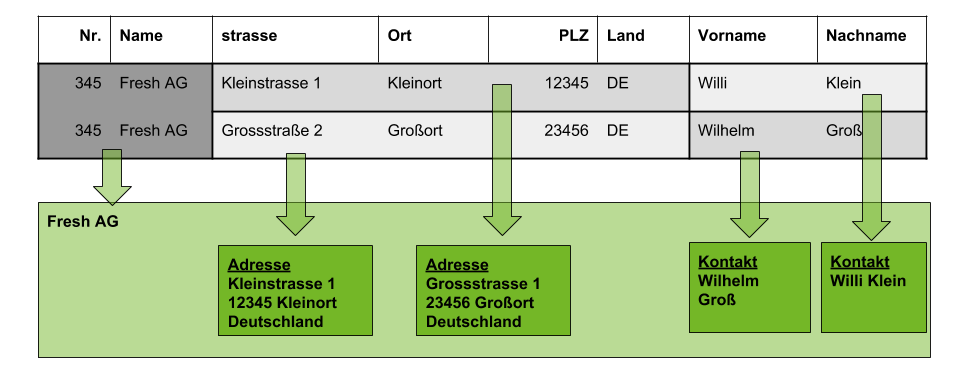 Nr. Name strasse Ort PLZ Land Vorname Nachname
345 Fresh AG Kleinstrasse 1 Kleinort 12345 DE Willi Klein
345 Fresh AG Grossstraße 2 Großort 23456 DE Wilhelm Groß
Fresh AG
Adresse
Kleinstrasse 1
12345 Kleinort
Deutschland
Adresse
Grossstrasse 1
23456 Großort
Deutschland
Kontakt
Wilhelm
Groß
Kontakt
Willi Klein